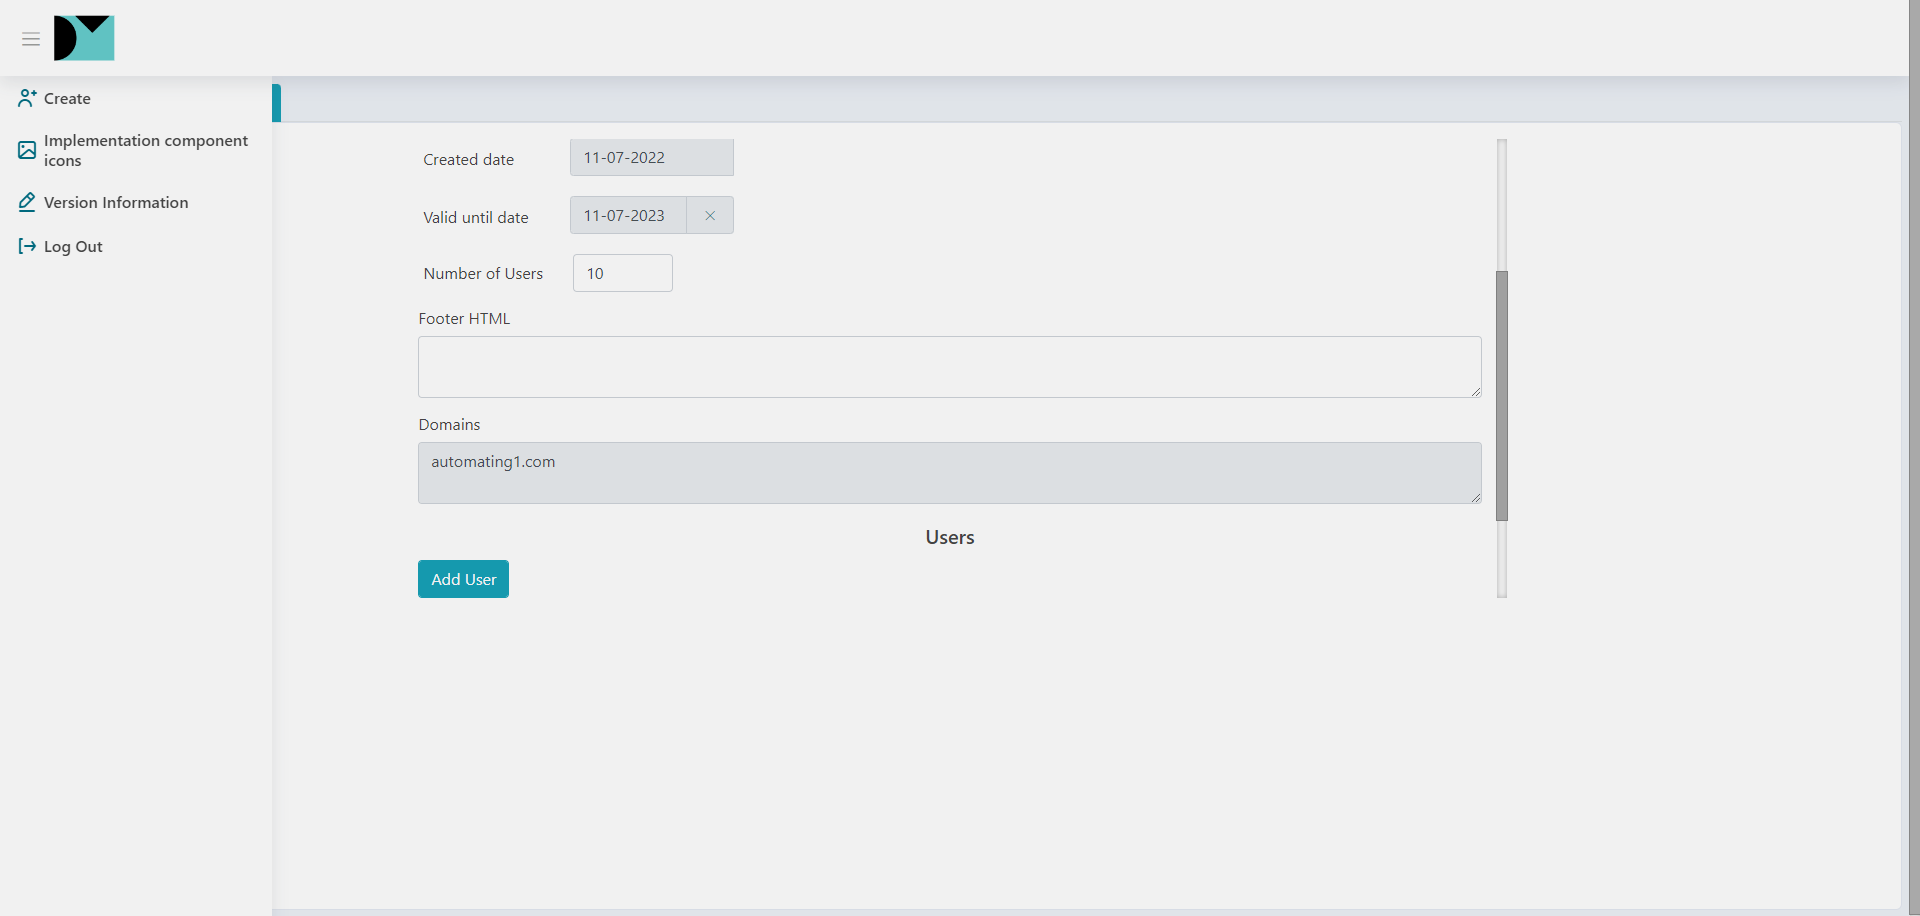 Create
Implementation component
icons
Version Information
Log Out
Created date
11-07-2022
Valid until date
11-07-2023
Number of Users
10
Footer HTML
Domains
automating1.com
Users
Add User